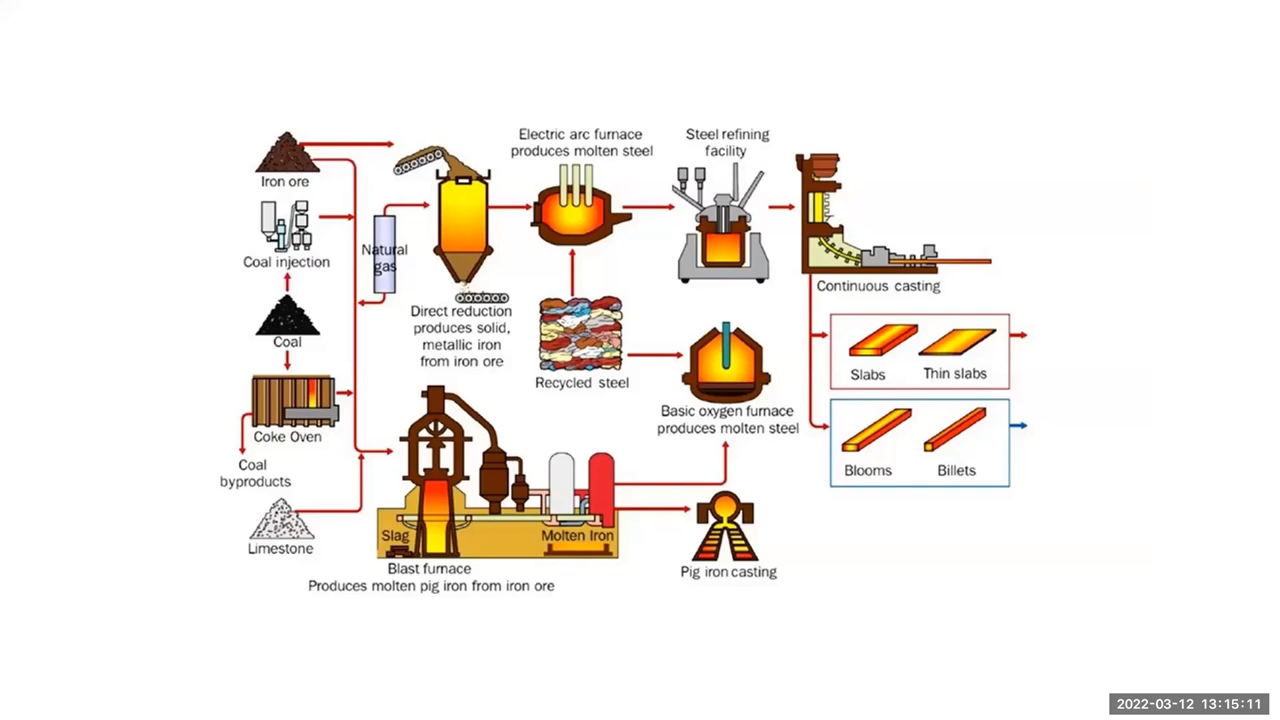 Electric arc furnace
produces molten steel
Steel refining
facility
Iron ore
Natural
gas
Coal injection
Continuous casting
Direct reduction
produces solid,
metallic iron
from iron ore
Coal
Slabs
Thin slabs
Recycled steel
Basic oxygen furnace
produces molten steel
Coke Oven
Coal
byproducts
Blooms
Billets
Slag
Molten Iron
Limestone
Blast furnace
Produces molten pig iron from iron ore
Pig iron casting
2022-03-12 13:15:11